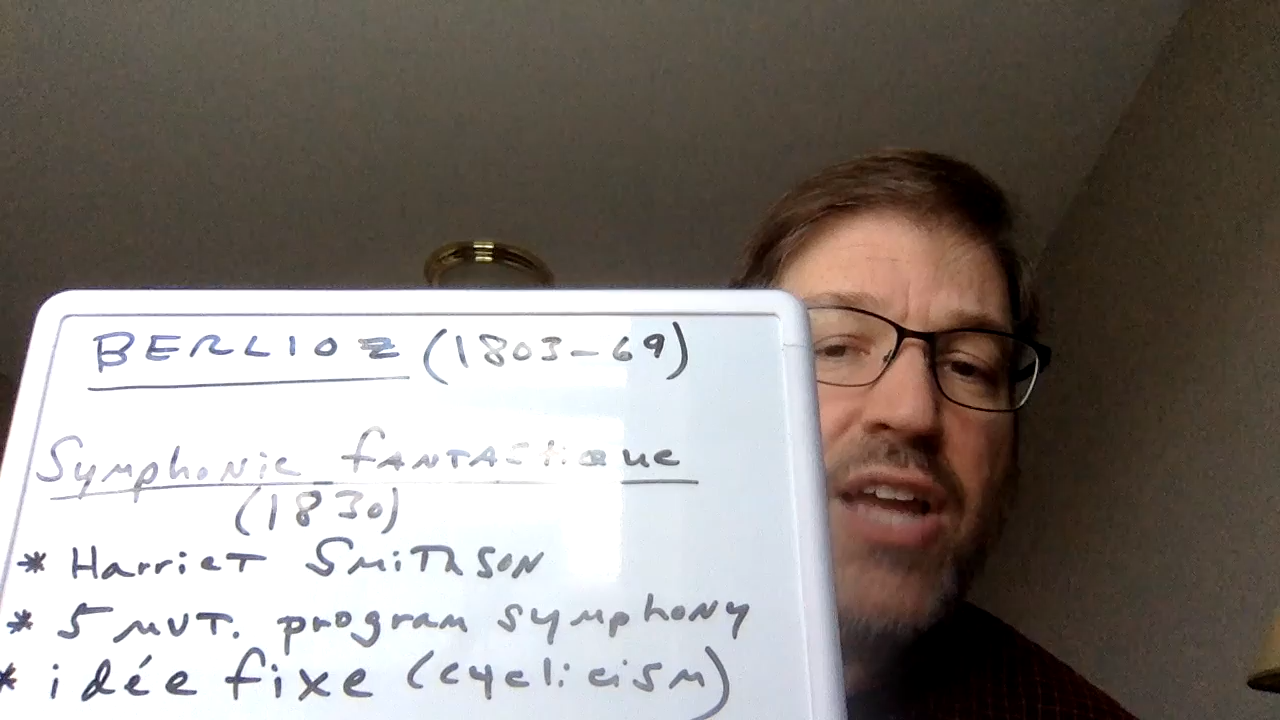 BERLIOZ (1803-69)
Symphonie fantastique
(1830)
* Harriet Smithson
* 5 mvt. program symphony
* idée fixe (cyclicism)